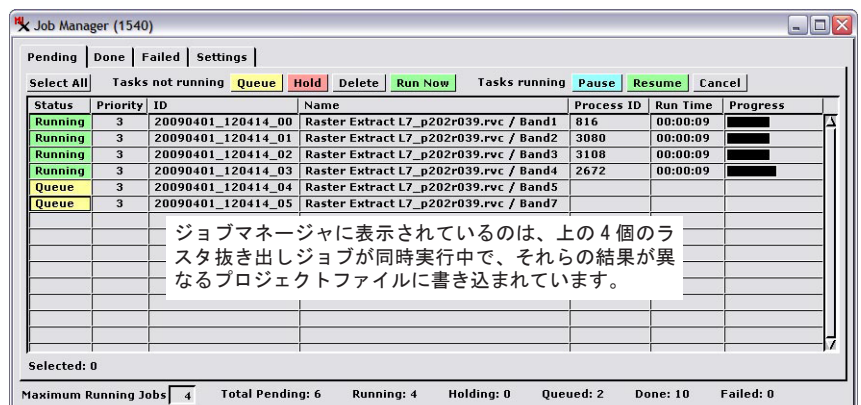 Job Manager (1540)
Pending Done Failed Settings
Select All Tasks not running Queue Hold Delete Run Now Tasks running Pause Resume Cancel
Status Priority ID Name Process ID Run Time Progress
Running 3 20090401_120414_00 Raster Extract L7_p202r039.rvc / Band1 816 00:00:09
Running 3 20090401_120414_01 Raster Extract L7_p202r039.rvc / Band2 3080 00:00:09
Running 3 20090401_120414_02 Raster Extract L7_p202r039.rvc / Band3 3108 00:00:09
Running 3 20090401_120414_03 Raster Extract L7_p202r039.rvc / Band4 2672 00:00:09
Queue 3 20090401_120414_04 Raster Extract L7_p202r039.rvc / Band5
Queue 3 20090401_120414_05 Raster Extract L7_p202r039.rvc / Band7
ジョブマネージャに表示されているのは、上の4個のラ
スタ抜き出しジョブが同時実行中で、それらの結果が異
なるプロジェクトファイルに書き込まれています。
Selected: 0
Maximum Running Jobs 4 Total Pending: 6 Running: 4 Holding: 0 Queued: 2 Done: 10 Failed: 0